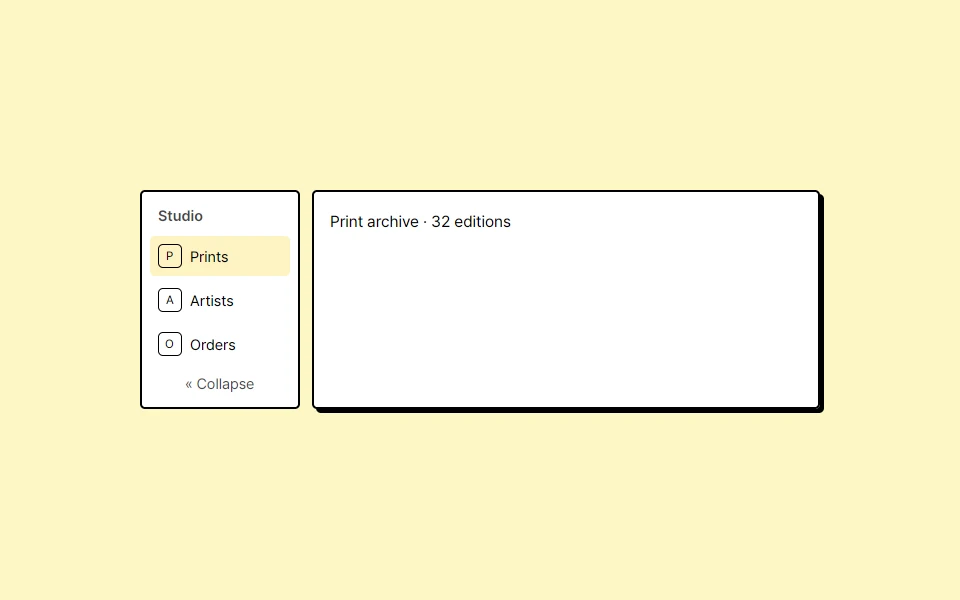 Studio
P Prints
A Artists
O Orders
« Collapse
Print archive · 32 editions